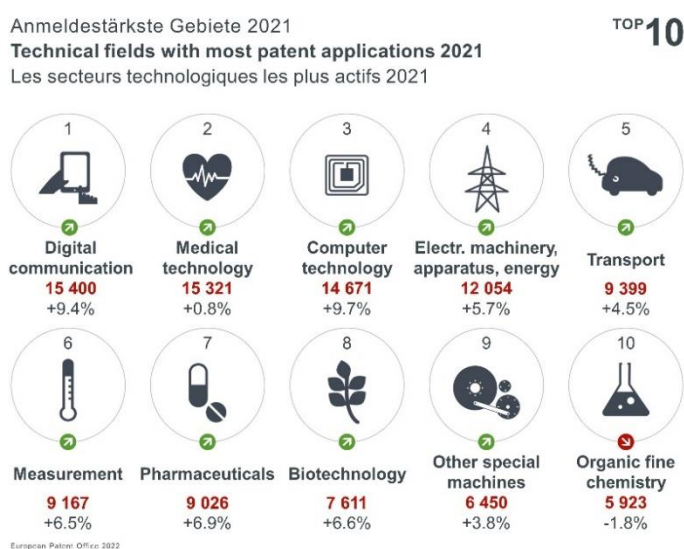 Anmeldestärkste Gebiete 2021
Technical fields with most patent applications 2021
Les secteurs technologiques les plus actifs 2021
TOP 10
1
Digital
communication
15 400
+9.4%
2
Medical
technology
15 321
+0.8%
3
Computer
technology
14 671
+9.7%
4
Electr. machinery,
apparatus, energy
12 054
+5.7%
5
Transport
9 399
+4.5%
6
Measurement
9 167
+6.5%
7
Pharmaceuticals
9 026
+6.9%
8
Biotechnology
7 611
+6.6%
9
Other special
machines
6 450
+3.8%
10
Organic fine
chemistry
5 923
-1.8%
European Patent Office 2022